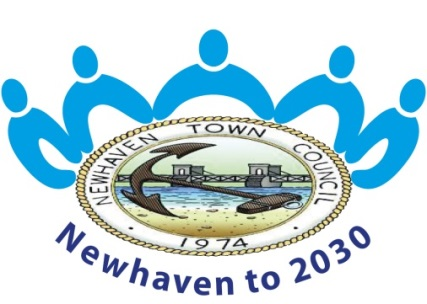 NEWHAVEN TOWN COUNCIL
· 1974 ·
Newhaven to 2030